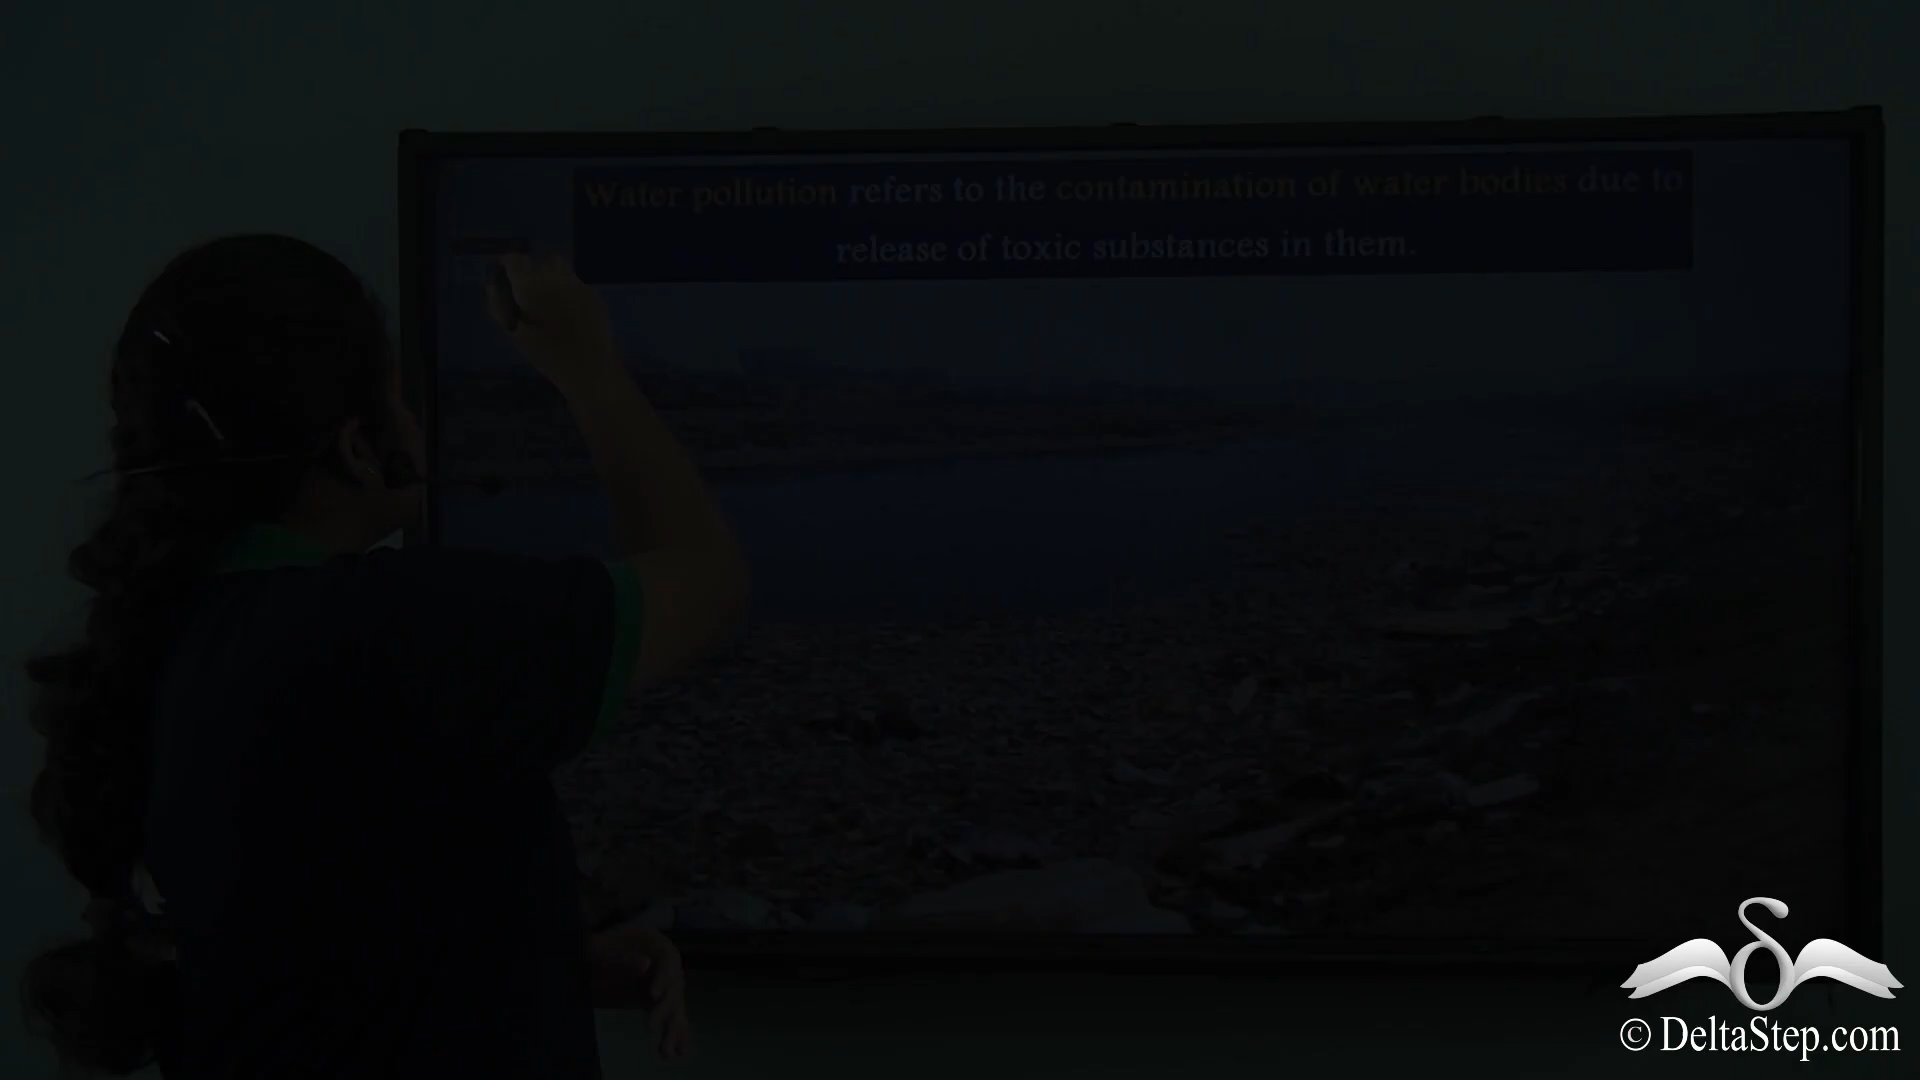 Water pollution refers to the contamination of water bodies due to
release of toxic substances in them.
© DeltaStep.com